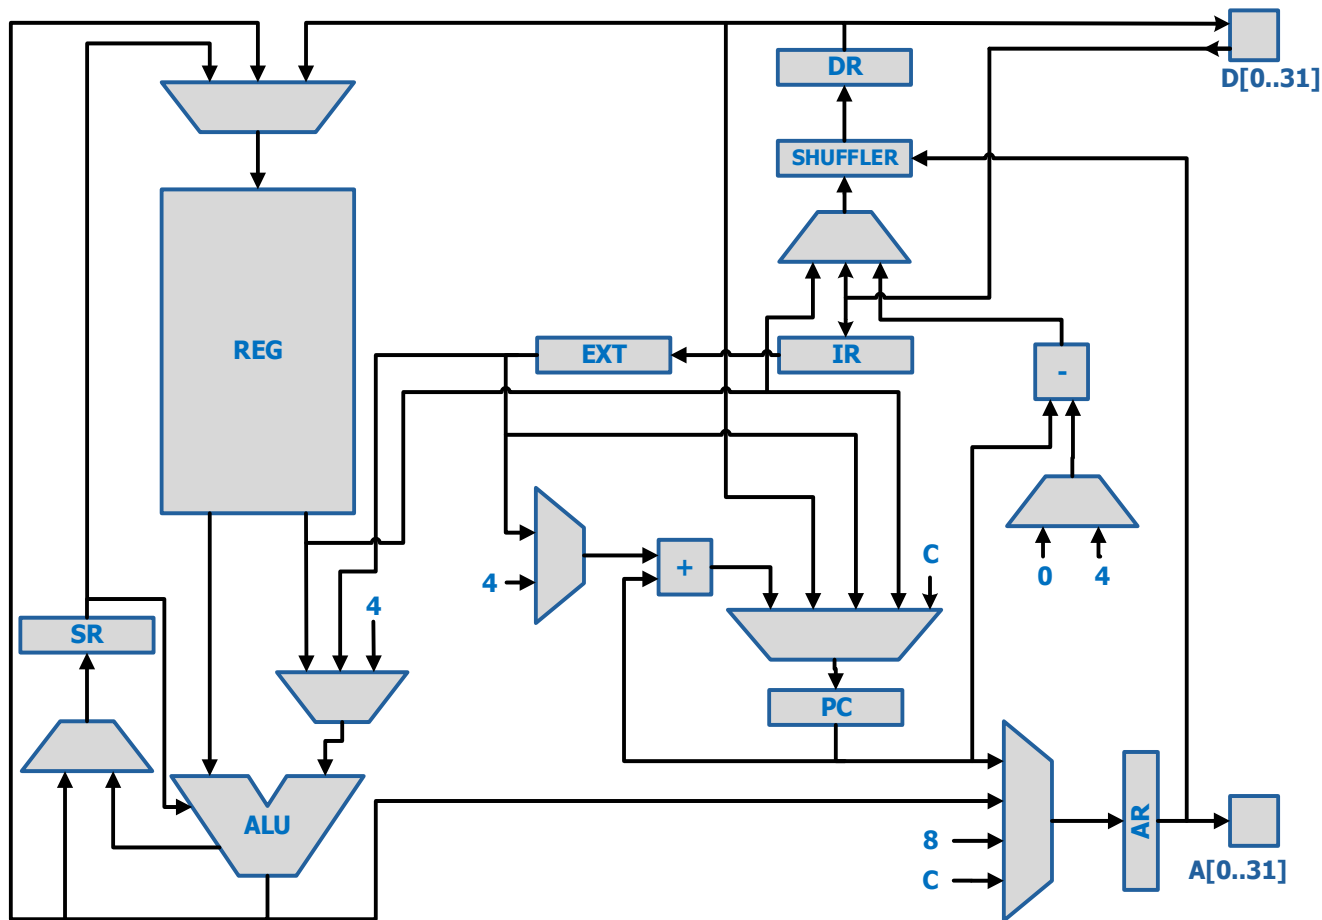 DR
D[0..31]
SHUFFLER
REG
EXT
IR
-
C
4
+
0
4
4
SR
PC
ALU
8
AR
C
A[0..31]